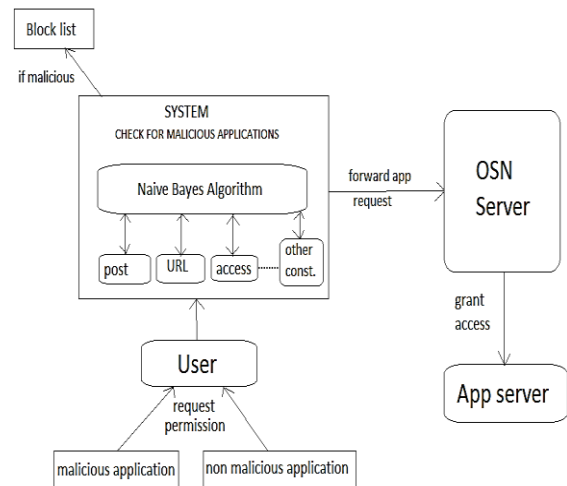 Block list
if malicious
SYSTEM
CHECK FOR MALICIOUS APPLICATIONS
Naive Bayes Algorithm
post
URL
access
other
const.
forward app
request
OSN
Server
grant
access
App server
User
request
permission
malicious application
non malicious application